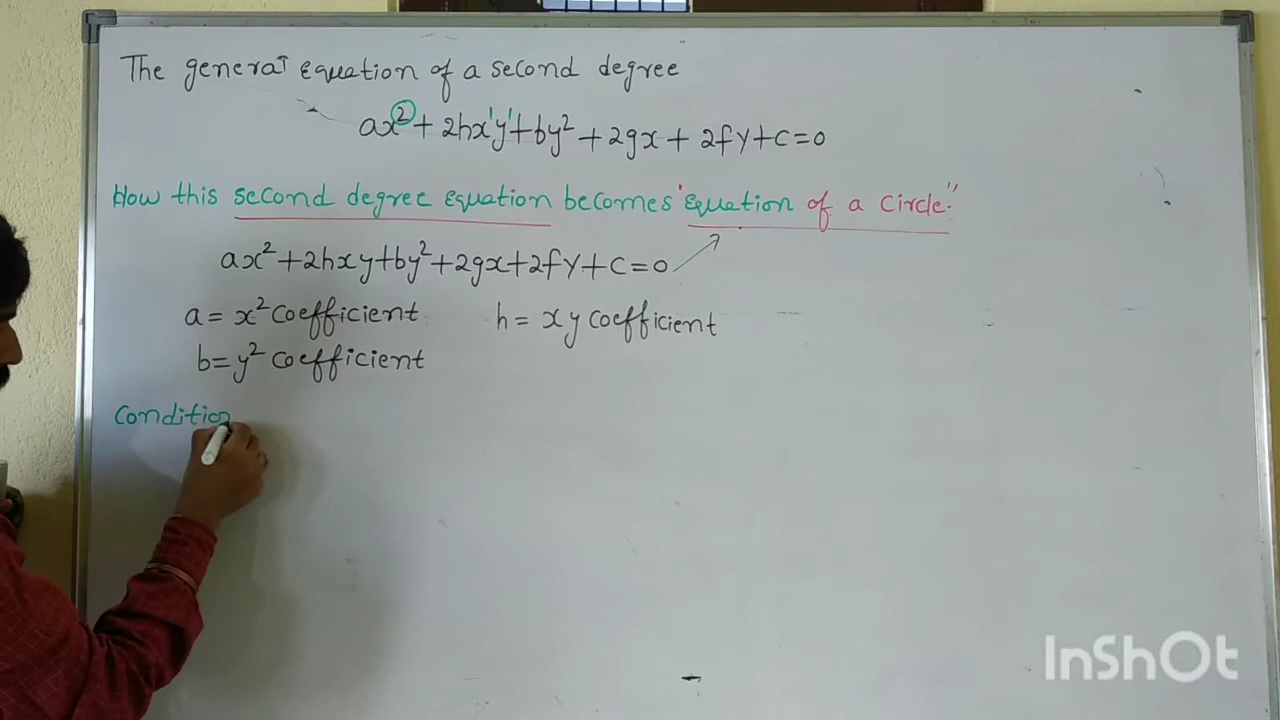 The general equation of a second degree
ax²+2hx'y'+by²+2gx+2fy+c=0
How this second degree equation becomes "equation of a circle."
ax²+2hxy+by²+2gx+2fy+c=0
a = x² coefficient h = xy coefficient
b = y² coefficient
Condition
InShOt